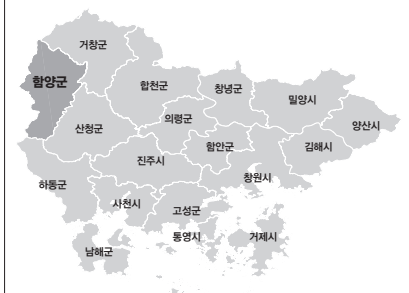 거창군
함양군
합천군
창녕군
밀양시
양산시
의령군
산청군
함안군
김해시
진주시
창원시
하동군
사천시
고성군
통영시
거제시
남해군